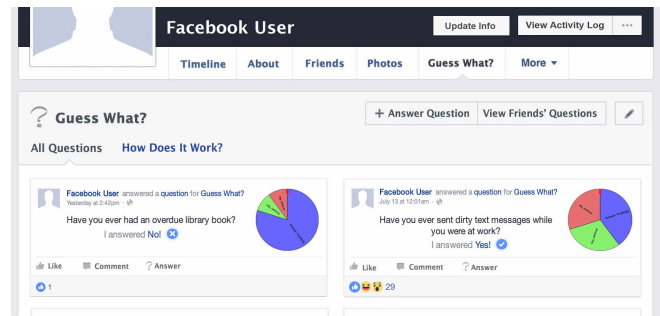 Facebook User
Update Info
View Activity Log
Timeline About Friends Photos Guess What? More
Guess What?
+ Answer Question View Friends' Questions
All Questions How Does It Work?
Facebook User answered a question for Guess What?
Yesterday at 2:42pm ·
Have you ever had an overdue library book?
I answered No!
Like Comment ? Answer
1
Facebook User answered a question for Guess What?
July 13 at 12:01am ·
Have you ever sent dirty text messages while
you were at work?
I answered Yes!
Like Comment ? Answer
29